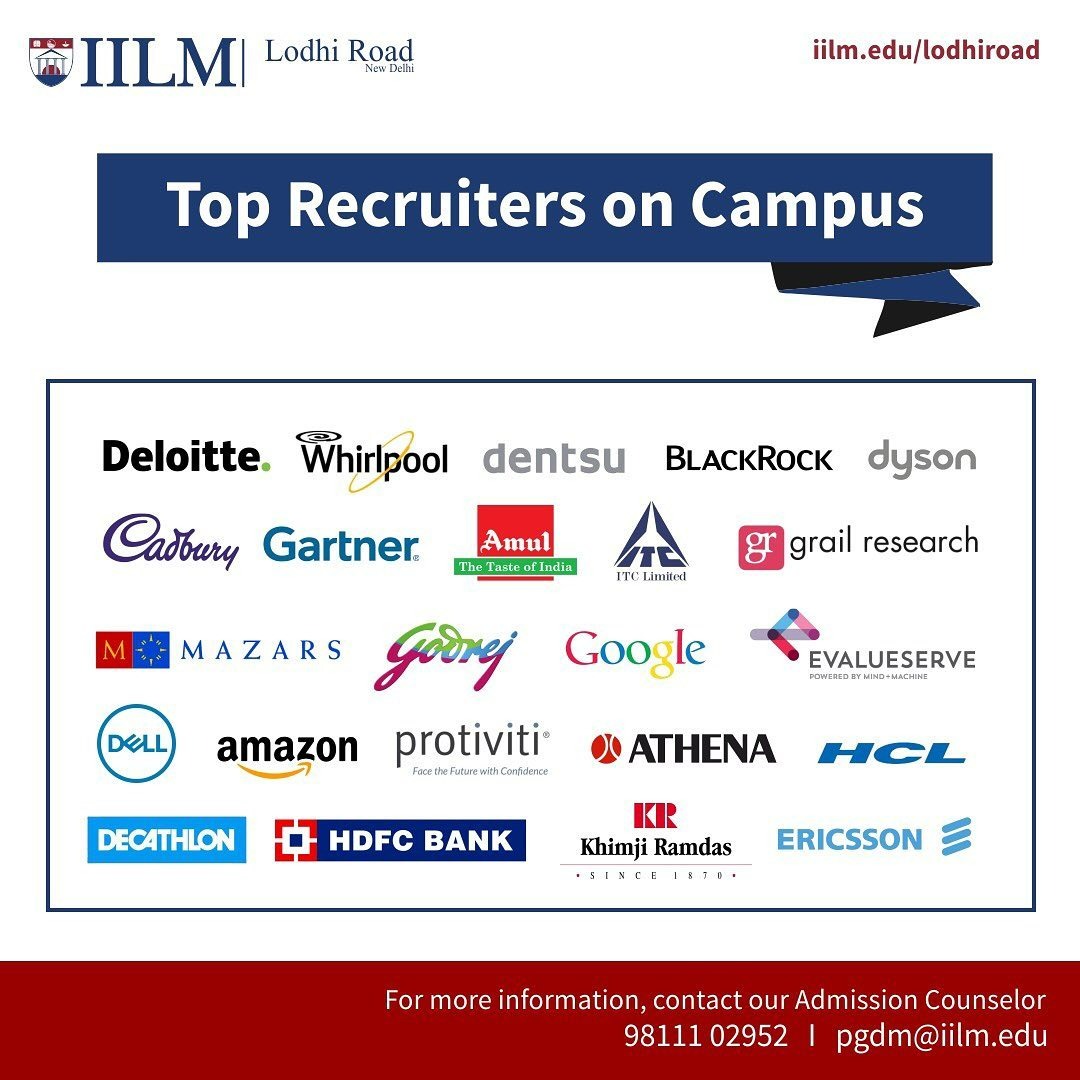 IILM
Lodhi Road
New Delhi
iilm.edu/lodhiroad
Top Recruiters on Campus
Deloitte.
Whirlpool
dentsu
BLACKROCK
dyson
Cadbury
Gartner
Amul
The Taste of India
ITC
ITC Limited
gr grail research
M MAZARS
Godrej
Google
EVALUESERVE
POWERED BY MIND+MACHINE
DELL
amazon
protiviti®
Face the Future with Confidence
ATHENA
HCL
DECATHLON
HDFC BANK
KR
Khimji Ramdas
• SINCE 1870 •
ERICSSON
For more information, contact our Admission Counselor
98111 02952 I pgdm@iilm.edu